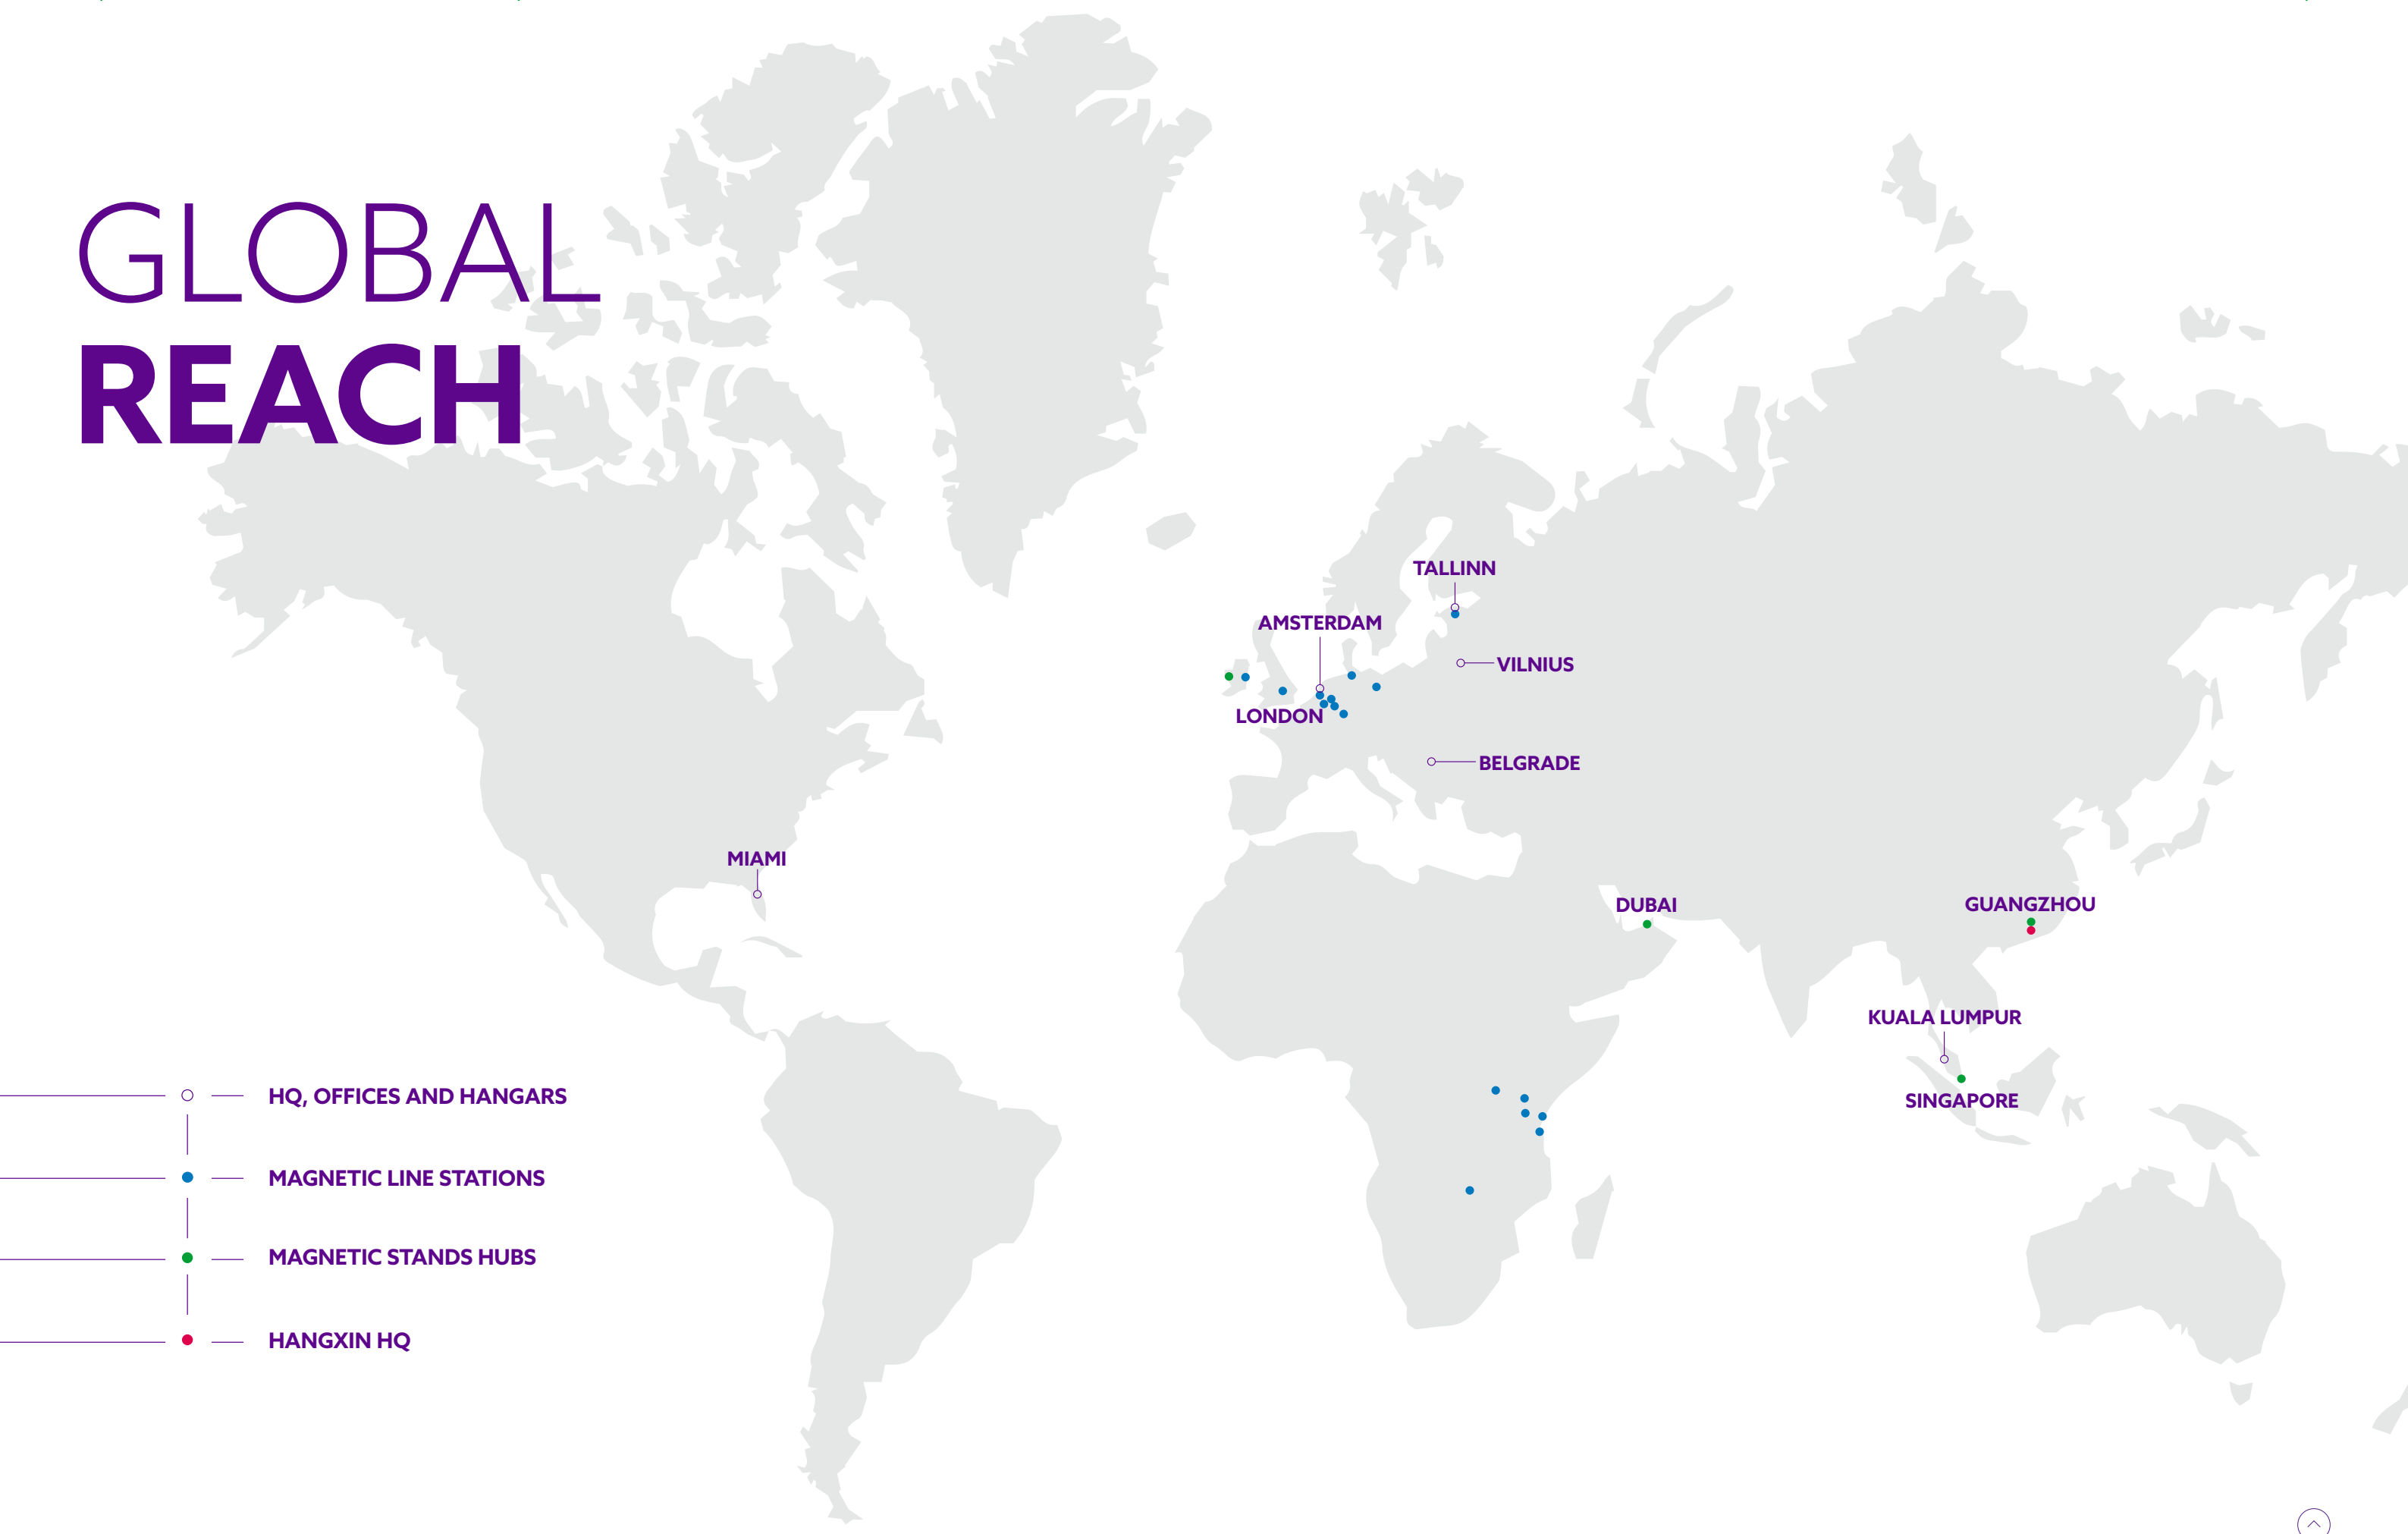 GLOBAL
REACH
TALLINN
AMSTERDAM
VILNIUS
LONDON
BELGRADE
MIAMI
DUBAI
GUANGZHOU
KUALA LUMPUR
SINGAPORE
HQ, OFFICES AND HANGARS
MAGNETIC LINE STATIONS
MAGNETIC STANDS HUBS
HANGXIN HQ